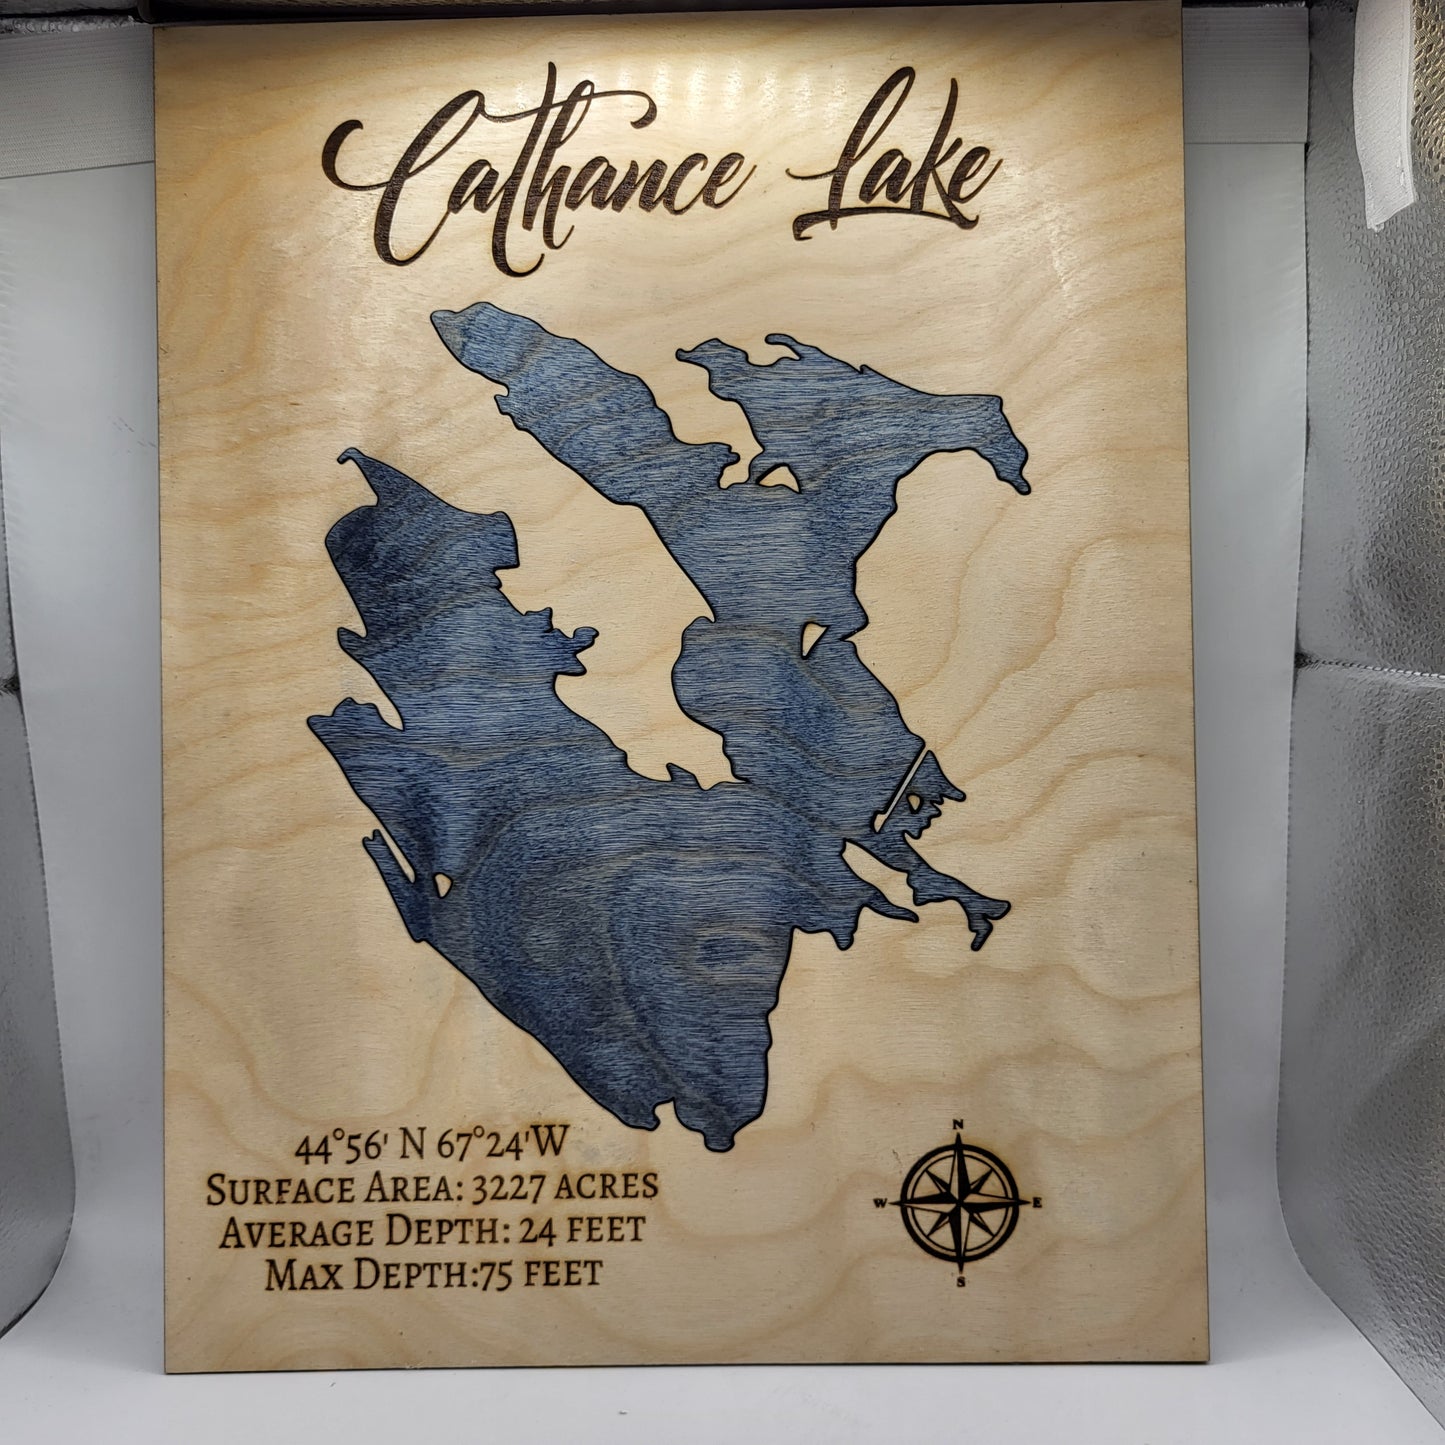 Cathance Lake
44°56' N 67°24'W
SURFACE AREA: 3227 ACRES
AVERAGE DEPTH: 24 FEET
MAX DEPTH:75 FEET
N
W E
S